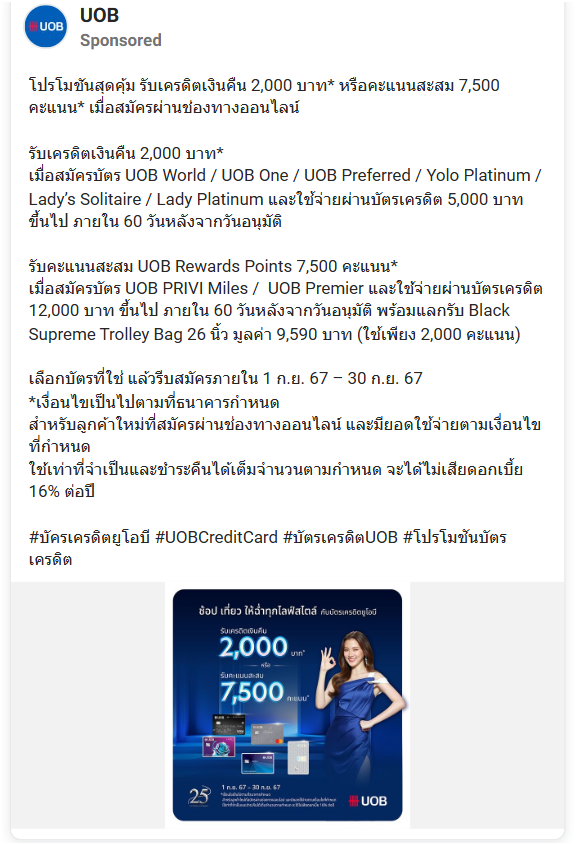 UOB
UOB
Sponsored
โปรโมชันสุดคุ้ม รับเครดิตเงินคืน 2,000 บาท* หรือคะแนนสะสม 7,500
คะแนน* เมื่อสมัครผ่านช่องทางออนไลน์
รับเครดิตเงินคืน 2,000 บาท*
เมื่อสมัครบัตร UOB World / UOB One / UOB Preferred / Yolo Platinum /
Lady’s Solitaire / Lady Platinum และใช้จ่ายผ่านบัตรเครดิต 5,000 บาท
ขึ้นไป ภายใน 60 วันหลังจากวันอนุมัติ
รับคะแนนสะสม UOB Rewards Points 7,500 คะแนน*
เมื่อสมัครบัตร UOB PRIVI Miles / UOB Premier และใช้จ่ายผ่านบัตรเครดิต
12,000 บาท ขึ้นไป ภายใน 60 วันหลังจากวันอนุมัติ พร้อมแลกรับ Black
Supreme Trolley Bag 26 นิ้ว มูลค่า 9,590 บาท (ใช้เพียง 2,000 คะแนน)
เลือกบัตรที่ใช่ แล้วรีบสมัครภายใน 1 ก.ย. 67 – 30 ก.ย. 67
*เงื่อนไขเป็นไปตามที่ธนาคารกำหนด
สำหรับลูกค้าใหม่ที่สมัครผ่านช่องทางออนไลน์ และมียอดใช้จ่ายตามเงื่อนไข
ที่กำหนด
ใช้เท่าที่จำเป็นและชำระคืนได้เต็มจำนวนตามกำหนด จะได้ไม่เสียดอกเบี้ย
16% ต่อปี
#บัครเครดิตยูโอบี #UOBCreditCard #บัตรเครดิตUOB #โปรโมชันบัตร
เครดิต
ช้อป เที่ยว ให้ฉ่ำทุกไลฟ์สไตล์ กับบัตรเครดิตยูโอบี
รับเครดิตเงินคืน
2,000 บาท*
หรือ
รับคะแนนสะสม
7,500 คะแนน*
25
1 ก.ย. 67 - 30 ก.ย. 67
UOB